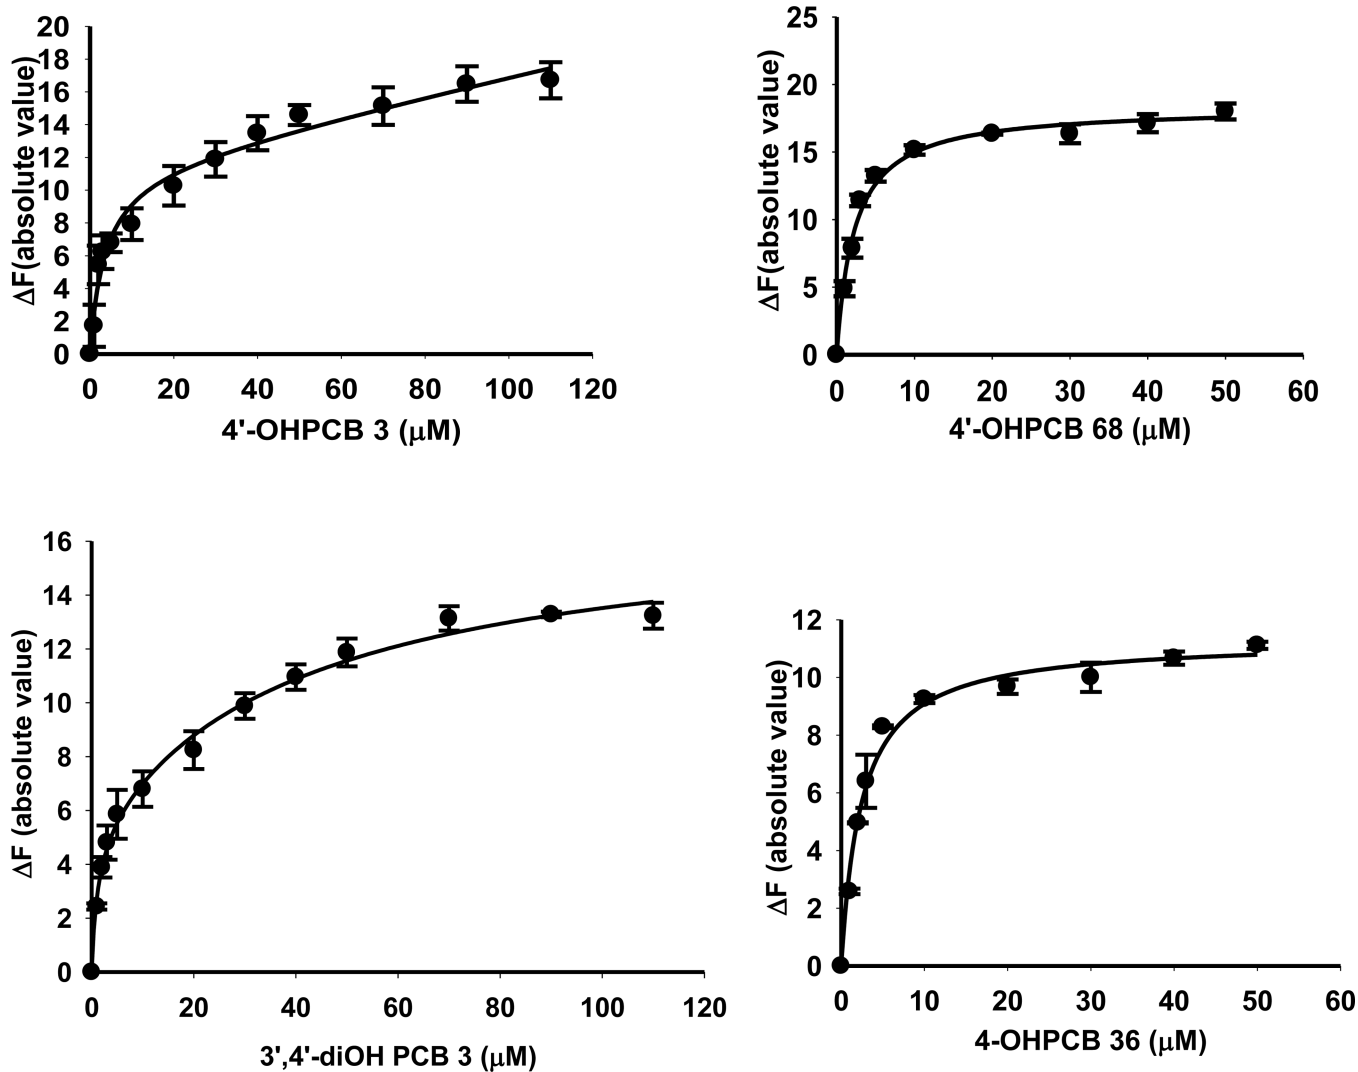 20
18
16
14
12
10
8
6
4
2
0
ΔF(absolute value)
0 20 40 60 80 100 120
4'-OHPCB 3 (μM)
25
20
15
10
5
0
ΔF(absolute value)
0 10 20 30 40 50 60
4'-OHPCB 68 (μM)
16
14
12
10
8
6
4
2
0
ΔF (absolute value)
0 20 40 60 80 100 120
3',4'-diOH PCB 3 (μM)
12
10
8
6
4
2
0
ΔF (absolute value)
0 10 20 30 40 50 60
4-OHPCB 36 (μM)